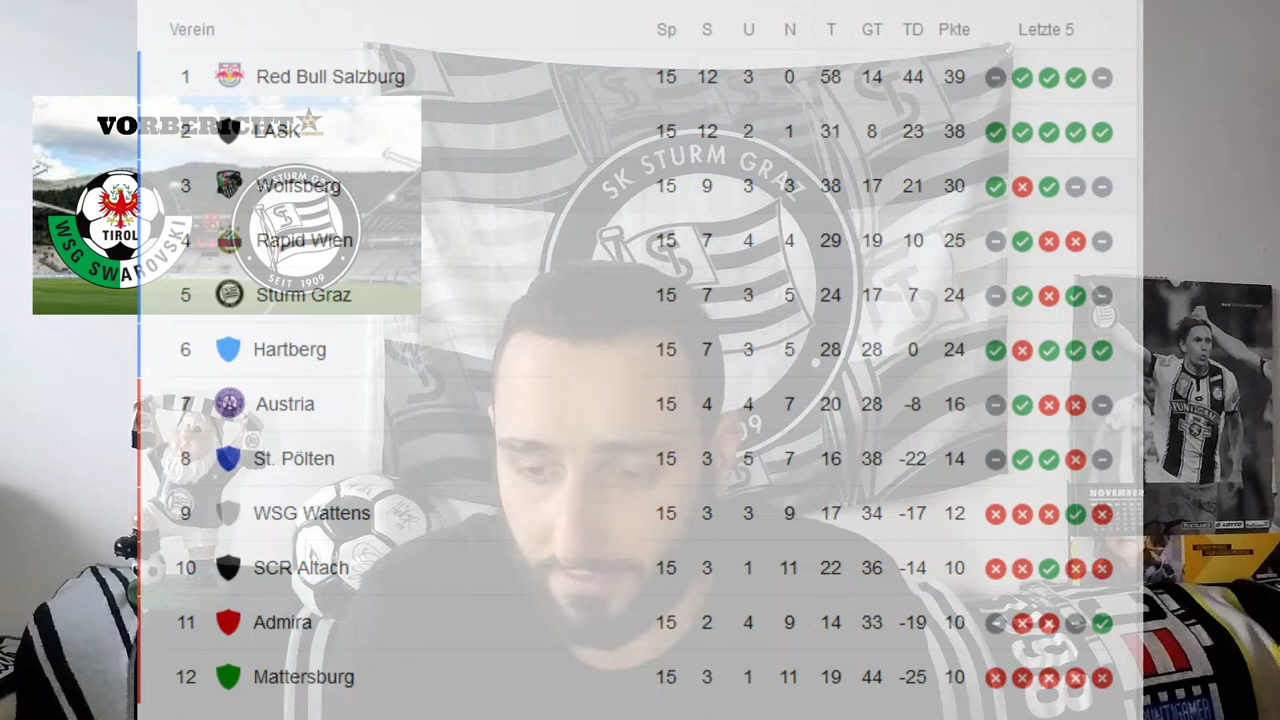 Verein Sp S U N T GT TD Pkte Letzte 5
1 Red Bull Salzburg 15 12 3 0 58 14 44 39
VORBERICHT
2 LASK 15 12 2 1 31 8 23 38
SK STURM GRAZ
3 Wolfsberg 15 9 3 3 38 17 21 30
STURM GRAZ
TIROL
WSG SWAROVSKI
4 Rapid Wien 15 7 4 4 29 19 10 25
SEIT 1909
5 Sturm Graz 15 7 3 5 24 17 7 24
6 Hartberg 15 7 3 5 28 28 0 24
7 Austria 15 4 4 7 20 28 -8 16
PUNTIGAMER
8 St. Pölten 15 3 5 7 16 38 -22 14
NOVEMBER
9 WSG Wattens 15 3 3 9 17 34 -17 12
10 SCR Altach 15 3 1 11 22 36 -14 10
11 Admira 15 2 4 9 14 33 -19 10
12 Mattersburg 15 3 1 11 19 44 -25 10
PUNTIGAMER